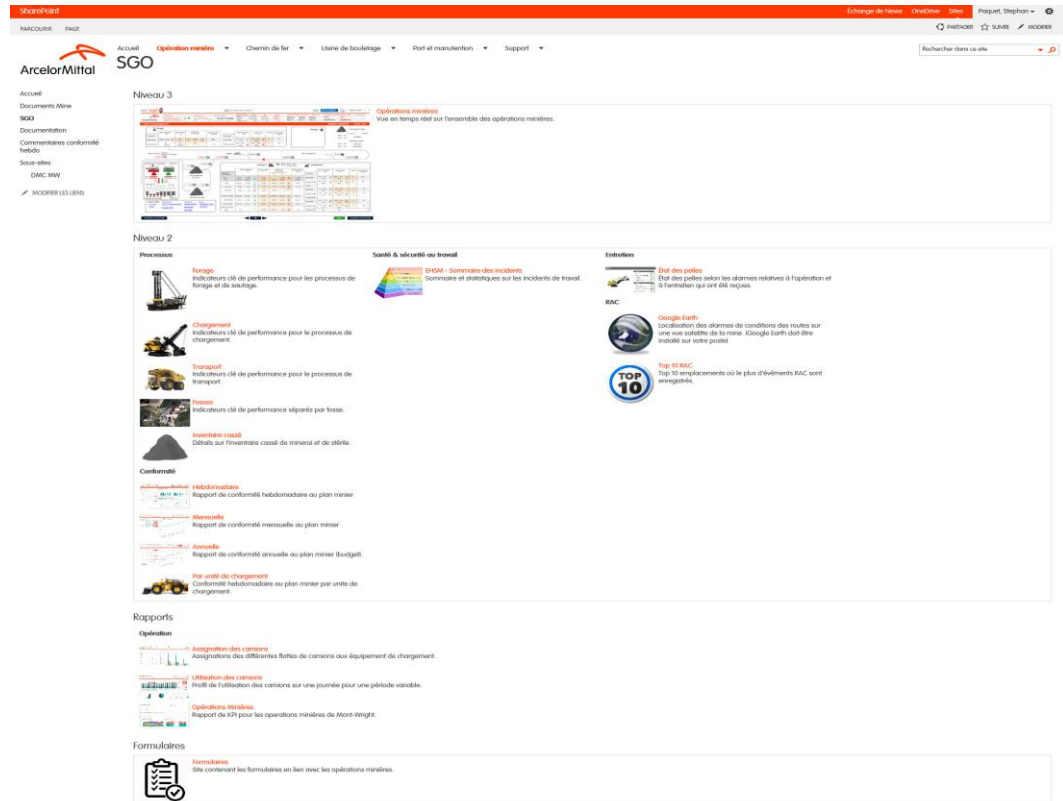 SharePoint
Échange de News OneDrive Sites Paquet, Stephan
PARCOURIR PAGE
PARTAGER SUIVRE MODIFIER
ArcelorMittal
Accueil Opération minière Chemin de fer Usine de bouletage Port et manutention Support
SGO
Rechercher dans ce site
Accueil
Documents Mine
SGO
Documentation
Commentaires conformité
hebdo
Sous-sites
DMC MW
MODIFIER LES LIENS
Niveau 3
Opérations minières
Vue en temps réel sur l'ensemble des opérations minières.
Niveau 2
Processus
Forage
Indicateurs clé de performance pour les processus de
forage et de sautage.
Chargement
Indicateurs clé de performance pour le processus de
chargement.
Transport
Indicateurs clé de performance pour le processus de
transport.
Fosses
Indicateurs clé de performance séparés par fosse.
Inventaire cassé
Détails sur l'inventaire cassé de minerai et de stérile.
Conformité
Hebdomadaire
Rapport de conformité hebdomadaire au plan minier
Mensuelle
Rapport de conformité mensuelle au plan minier
Annuelle
Rapport de conformité annuelle au plan minier (budget).
Par unité de chargement
Conformité hebdomadaire au plan minier par unite de
chargement.
Santé & sécurité au travail
EHSM - Sommaire des incidents
Sommaire et statistiques sur les incidents de travail.
Entretien
État des pelles
État des pelles selon les alarmes relatives à l'opération et
à l'entretien qui ont été reçues.
RAC
Google Earth
Localisation des alarmes de conditions des routes sur
une vue satellite de la mine. (Google Earth doit être
installé sur votre poste)
TOP
10
Top 10 RAC
Top 10 emplacements où le plus d'évèments RAC sont
enregistrés.
Rapports
Opération
Assignation des camions
Assignations des différentes flottes de camions aux équipement de chargement
Utilisation des camions
Profil de l'utilisation des camions sur une journée pour une période variable.
Opérations Minières
Rapport de KPI pour les operations minières de Mont-Wright.
Formulaires
Formulaires
Site contenant les formulaires en lien avec les opérations minières.